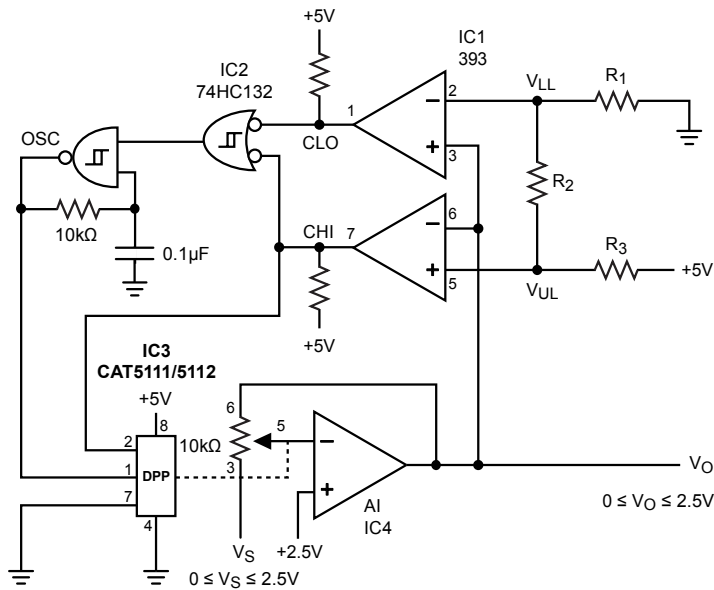 +5V
IC1
393
IC2
74HC132
VLL
R1
1
2
OSC
CLO
3
R2
CHI
7
6
R3
10kΩ
0.1µF
5
+5V
VUL
+5V
IC3
CAT5111/5112
+5V
8
6
5
2
10kΩ
1
DPP
3
VO
7
AI
0 ≤ VO ≤ 2.5V
4
IC4
VS
+2.5V
0 ≤ VS ≤ 2.5V